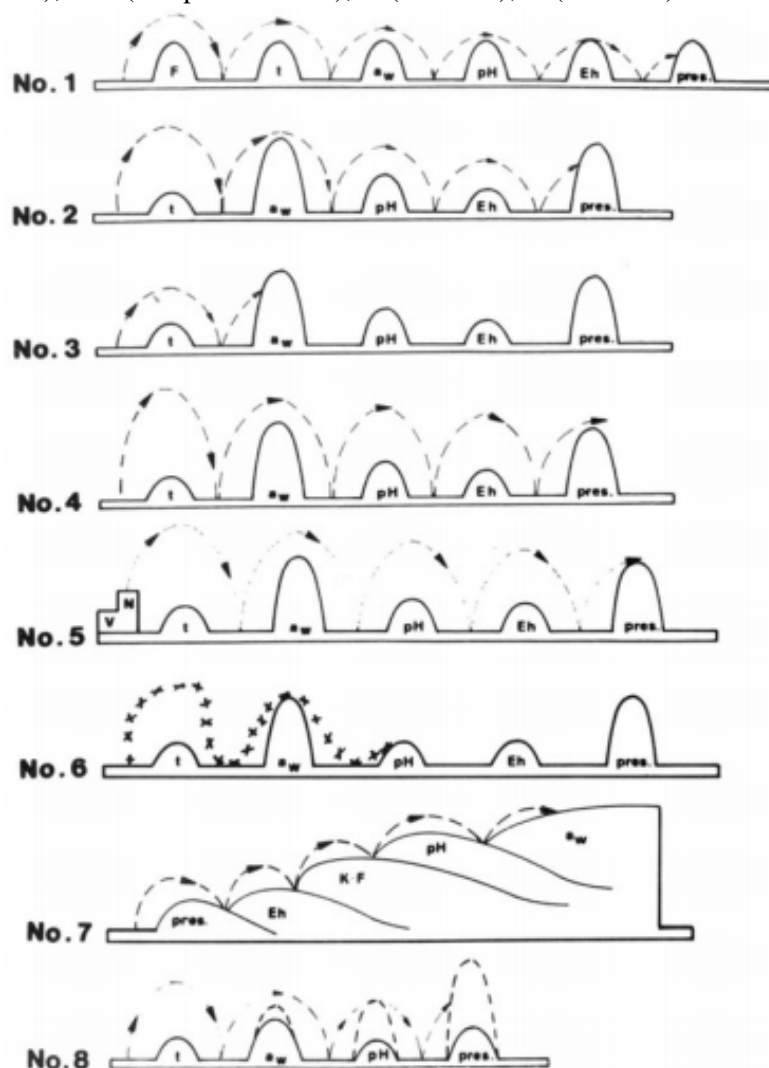 No. 1 F t aw pH Eh pres.
No. 2 t aw pH Eh pres.
No. 3 t aw pH Eh pres.
No. 4 t aw pH Eh pres.
No. 5 V N t aw pH Eh pres.
No. 6 t aw pH Eh pres.
No. 7 pres. Eh K-F pH aw
No. 8 t aw pH pres.